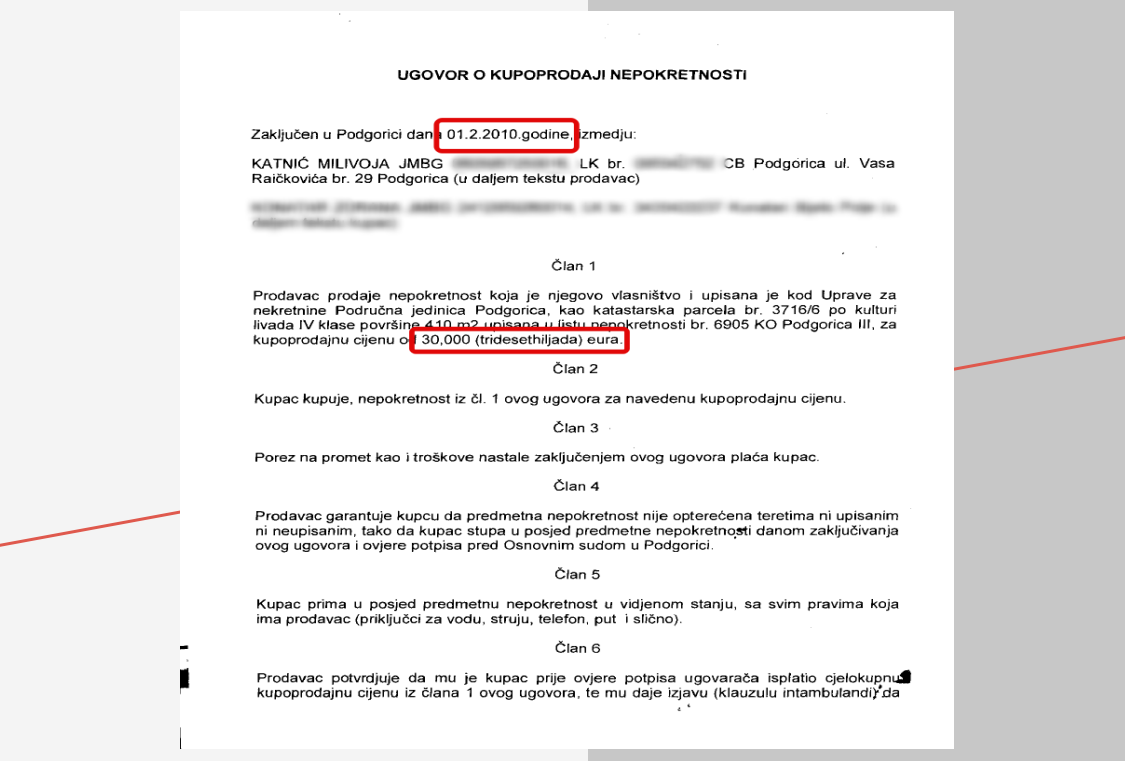 UGOVOR O KUPOPRODAJI NEPOKRETNOSTI
Zaključen u Podgorici dana 01.2.2010.godine, izmedju:
KATNIĆ MILIVOJA JMBG LK br. CB Podgorica ul. Vasa
Raičkovića br. 29 Podgorica (u daljem tekstu prodavac)
Član 1
Prodavac prodaje nepokretnost koja je njegovo vlasništvo i upisana je kod Uprave za
nekretnine Područna jedinica Podgorica, kao katastarska parcela br. 3716/6 po kulturi
livada IV klase površine 410 m2 upisana u listu nepokretnosti br. 6905 KO Podgorica III, za
kupoprodajnu cijenu od 30,000 (tridesethiljada) eura.
Član 2
Kupac kupuje, nepokretnost iz čl. 1 ovog ugovora za navedenu kupoprodajnu cijenu.
Član 3
Porez na promet kao i troškove nastale zaključenjem ovog ugovora plaća kupac.
Član 4
Prodavac garantuje kupcu da predmetna nepokretnost nije opterećena teretima ni upisanim
ni neupisanim, tako da kupac stupa u posjed predmetne nepokretnosti danom zaključivanja
ovog ugovora i ovjere potpisa pred Osnovnim sudom u Podgorici.
Član 5
Kupac prima u posjed predmetnu nepokretnost u vidjenom stanju, sa svim pravima koja
ima prodavac (priključci za vodu, struju, telefon, put i slično).
Član 6
Prodavac potvrdjuje da mu je kupac prije ovjere potpisa ugovarača isplatio cjelokupnu
kupoprodajnu cijenu iz člana 1 ovog ugovora, te mu daje izjavu (klauzulu intambulandi) da